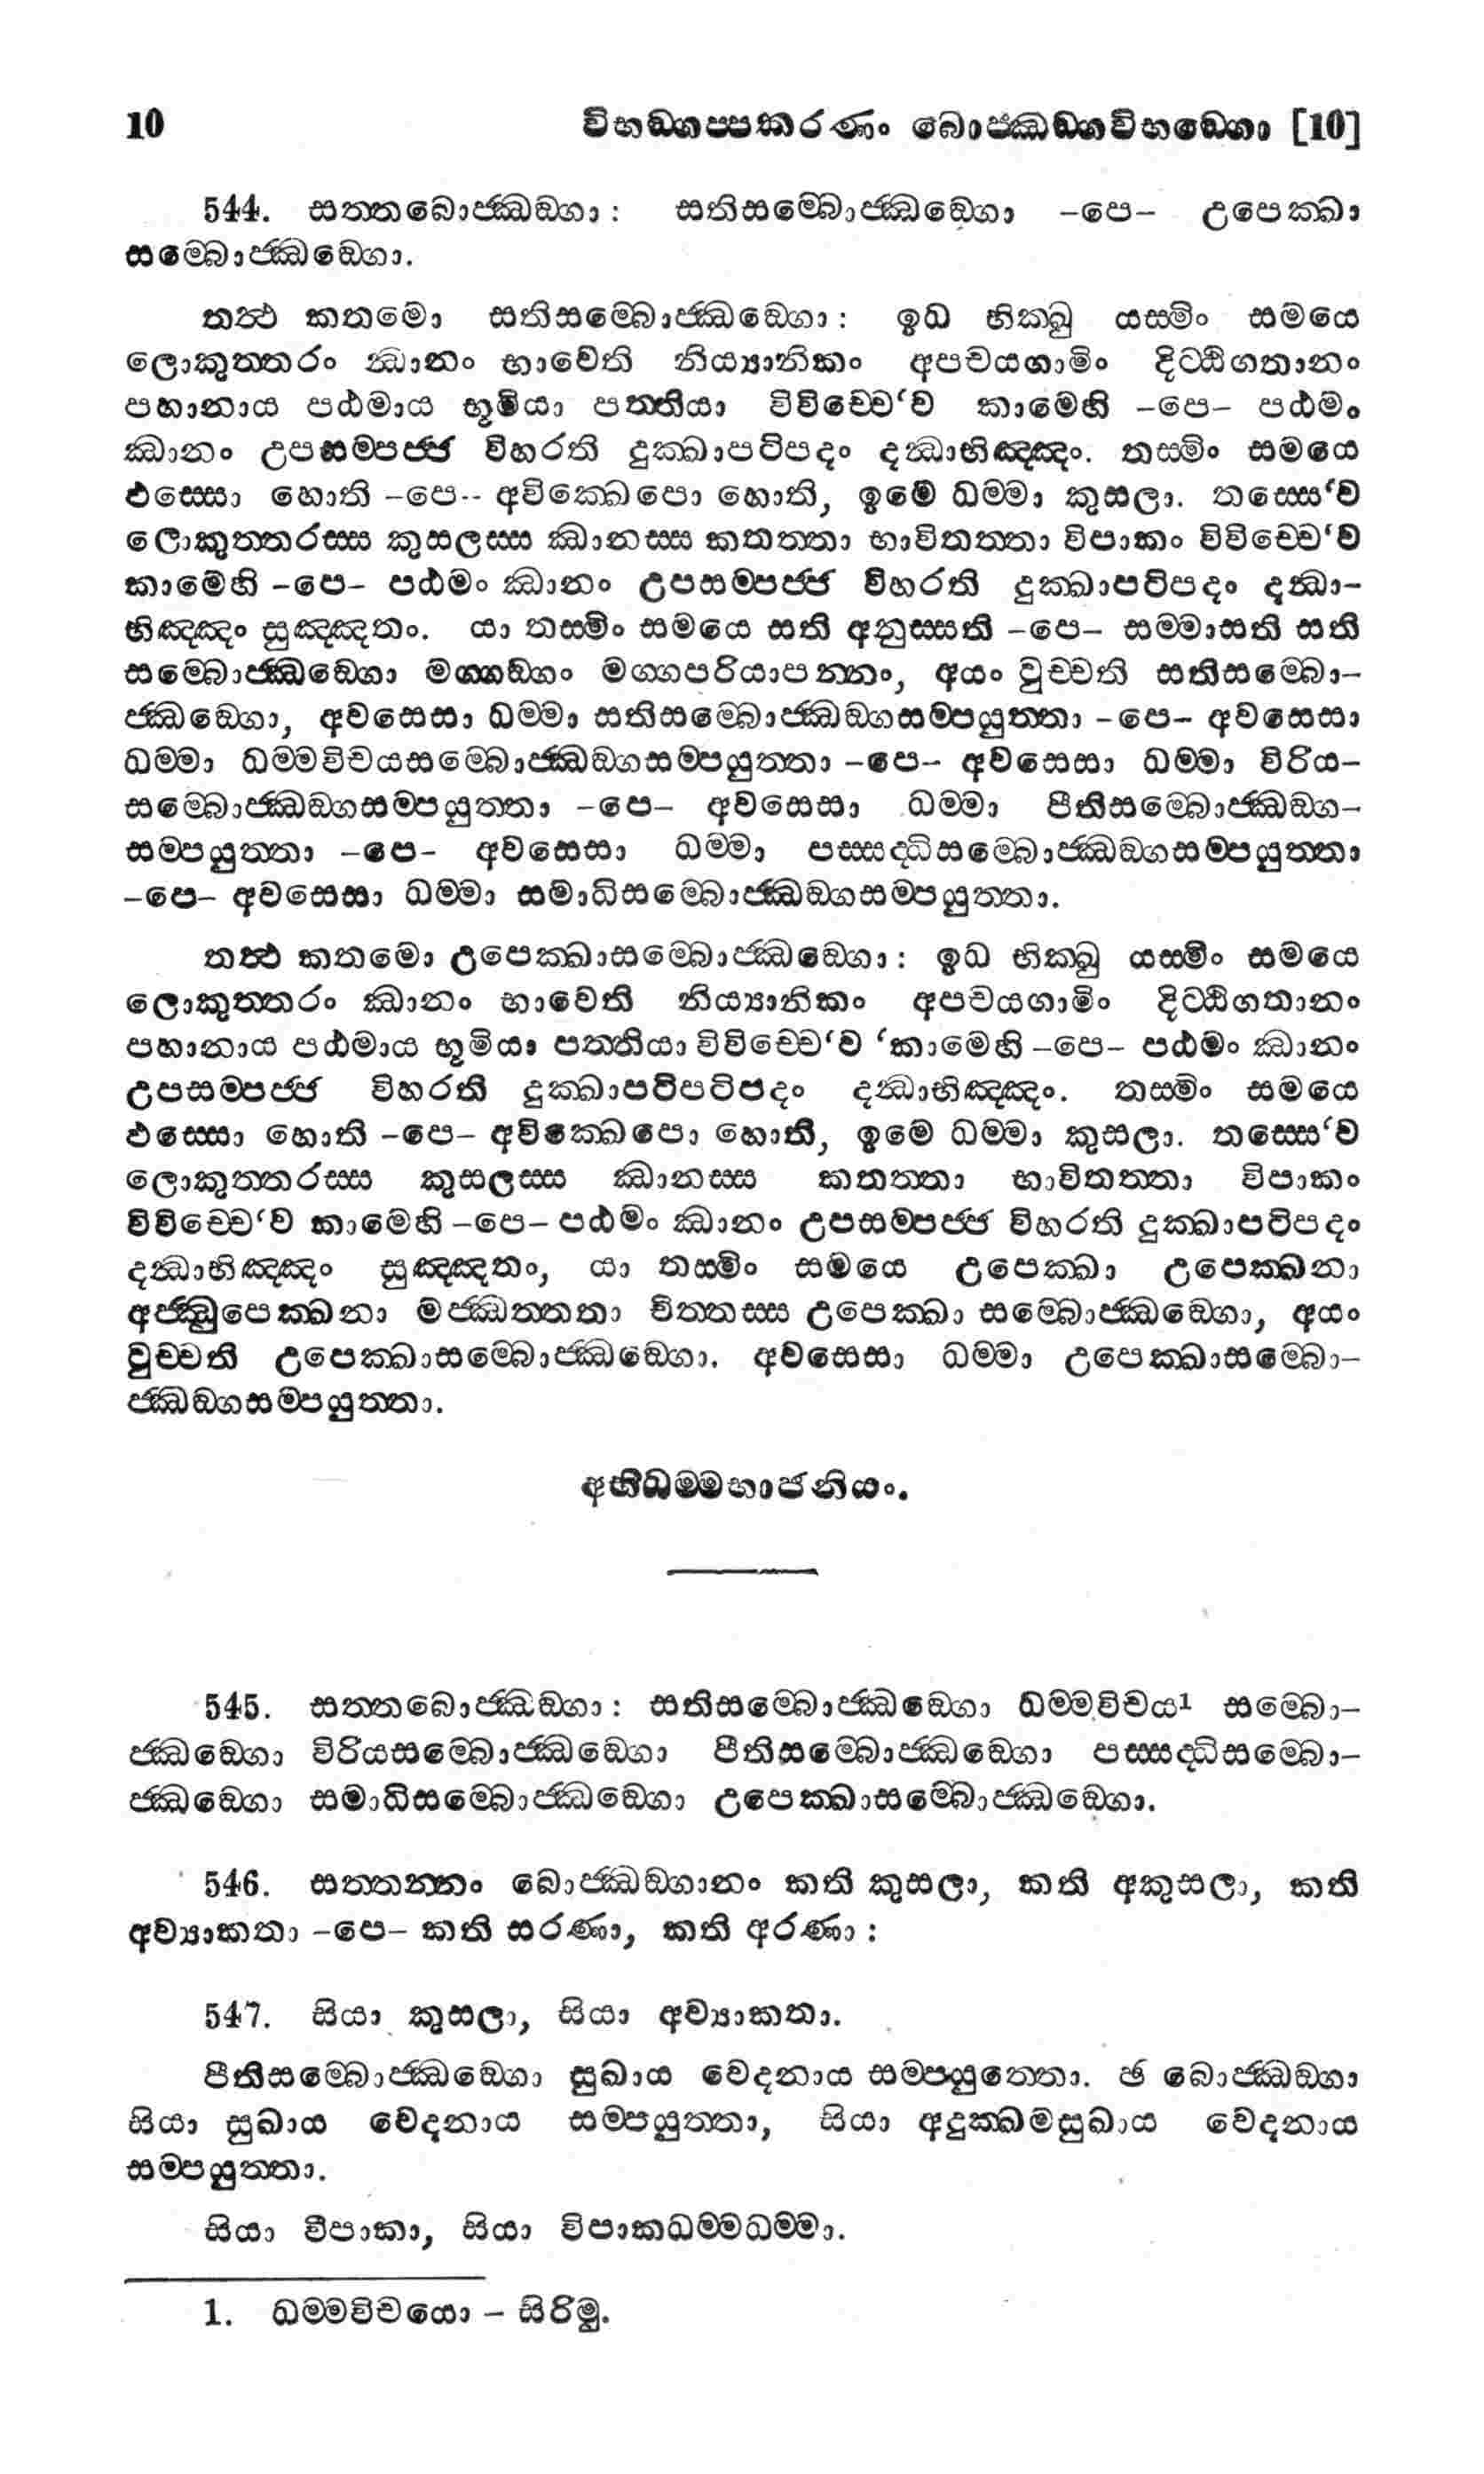 10 විභඞ්ගප්පකරණං බොජ්ඣඞ්ගවිභඞ්ගො [10]
544. සත්තබොජ්ඣඞ්ගා: සතිසම්බොජ්ඣඞ්ගො -පෙ- උපෙක්ඛා
සම්බොජ්ඣඞ්ගො.
තත්ථ කතමො සතිසම්බොජ්ඣඞ්ගො: ඉධ භික්ඛු යස්මිං සමයෙ
ලොකුත්තරං ඣානං භාවෙති නිය්‍යානිකං අපචයගාමිං දිට්ඨිගතානං
පහානාය පඨමාය භූමියා පත්තියා විවිච්චෙ‘ව කාමෙහි -පෙ- පඨමං
ඣානං උපසම්පජ්ජ විහරති දුක්ඛාපටිපදං දන්ධාභිඤ්ඤං. තස්මිං සමයෙ
ඵස්සො හොති -පෙ-- අවික්ඛෙපො හොති, ඉමෙ ධම්මා කුසලා. තස්සෙ‘ව
ලොකුත්තරස්ස කුසලස්ස ඣානස්ස කතත්තා භාවිතත්තා විපාකං විවිච්චෙ‘ව
කාමෙහි -පෙ- පඨමං ඣානං උපසම්පජ්ජ විහරති දුක්ඛාපටිපදං දන්ධා-
භිඤ්ඤං සුඤ්ඤතං. යා තස්මිං සමයෙ සති අනුස්සති -පෙ- සම්මාසති සති
සම්බොජ්ඣඞ්ගො මග්ගඞ්ගං මග්ගපරියාපන්නං, අයං වුච්චති සතිසම්බො-
ජ්ඣඞ්ගො, අවසෙසා ධම්මා සතිසම්බොජ්ඣඞ්ගසම්පයුත්තා -පෙ- අවසෙසා
ධම්මා ධම්මවිචයසම්බොජ්ඣඞ්ගසම්පයුත්තා -පෙ- අවසෙසා ධම්මා විරිය-
සම්බොජ්ඣඞ්ගසම්පයුත්තා -පෙ- අවසෙසා ධම්මා පීතිසම්බොජ්ඣඞ්ග-
සම්පයුත්තා -පෙ- අවසෙසා ධම්මා පස්සද්ධිසම්බොජ්ඣඞ්ගසම්පයුත්තා
-පෙ- අවසෙසා ධම්මා සමාධිසම්බොජ්ඣඞ්ගසම්පයුත්තා.
තත්ථ කතමො උපෙක්ඛාසම්බොජ්ඣඞ්ගො: ඉධ භික්ඛු යස්මිං සමයෙ
ලොකුත්තරං ඣානං භාවෙති නිය්‍යානිකං අපචයගාමිං දිට්ඨිගතානං
පහානාය පඨමාය භූමියා පත්තියා විවිච්චෙ‘ව ‘කාමෙහි -පෙ- පඨමං ඣානං
උපසම්පජ්ජ විහරති දුක්ඛාපටිපටිපදං දන්ධාභිඤ්ඤං. තස්මිං සමයෙ
ඵස්සො හොති -පෙ- අවික්ඛෙපො හොති, ඉමෙ ධම්මා කුසලා. තස්සෙ‘ව
ලොකුත්තරස්ස කුසලස්ස ඣානස්ස කතත්තා භාවිතත්තා විපාකං
විවිච්චෙ‘ව කාමෙහි -පෙ- පඨමං ඣානං උපසම්පජ්ජ විහරති දුක්ඛාපටිපදං
දන්ධාභිඤ්ඤං සුඤ්ඤතං, යා තස්මිං සමයෙ උපෙක්ඛා උපෙක්ඛනා
අජ්ඣුපෙක්ඛනා මජ්ඣත්තතා චිත්තස්ස උපෙක්ඛා සම්බොජ්ඣඞ්ගො, අයං
වුච්චති උපෙක්ඛාසම්බොජ්ඣඞ්ගො. අවසෙසා ධම්මා උපෙක්ඛාසම්බො-
ජ්ඣඞ්ගසම්පයුත්තා.
අභිධම්මභාජනියං.
545. සත්තබොජ්ඣඞ්ගා: සතිසම්බොජ්ඣඞ්ගො ධම්මවිචය¹ සම්බො-
ජ්ඣඞ්ගො විරියසම්බොජ්ඣඞ්ගො පීතිසම්බොජ්ඣඞ්ගො පස්සද්ධිසම්බො-
ජ්ඣඞ්ගො සමාධිසම්බොජ්ඣඞ්ගො උපෙක්ඛාසම්බොජ්ඣඞ්ගො.
546. සත්තන්නං බොජ්ඣඞ්ගානං කති කුසලා, කති අකුසලා, කති
අව්‍යාකතා -පෙ- කති සරණා, කති අරණා:
547. සියා කුසලා, සියා අව්‍යාකතා.
පීතිසම්බොජ්ඣඞ්ගො සුඛාය වෙදනාය සම්පයුත්තො. ඡ බොජ්ඣඞ්ගා
සියා සුඛාය වෙදනාය සම්පයුත්තා, සියා අදුක්ඛමසුඛාය වෙදනාය
සම්පයුත්තා.
සියා විපාකා, සියා විපාකධම්මධම්මා.
1. ධම්මවිචයො - සිරිමු.